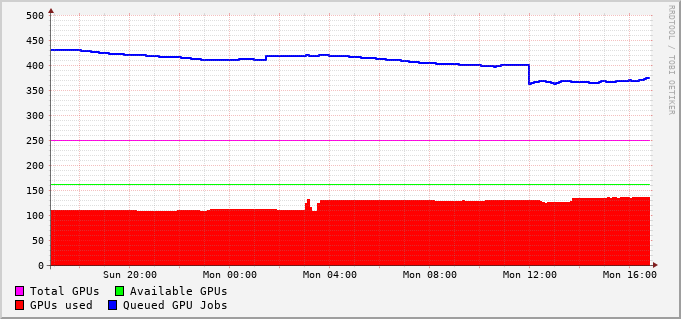 500
450
400
350
300
250
200
150
100
50
0
Sun 20:00 Mon 00:00 Mon 04:00 Mon 08:00 Mon 12:00 Mon 16:00
Total GPUs Available GPUs
GPUs used Queued GPU Jobs
RRDTOOL / TOBI OETIKER